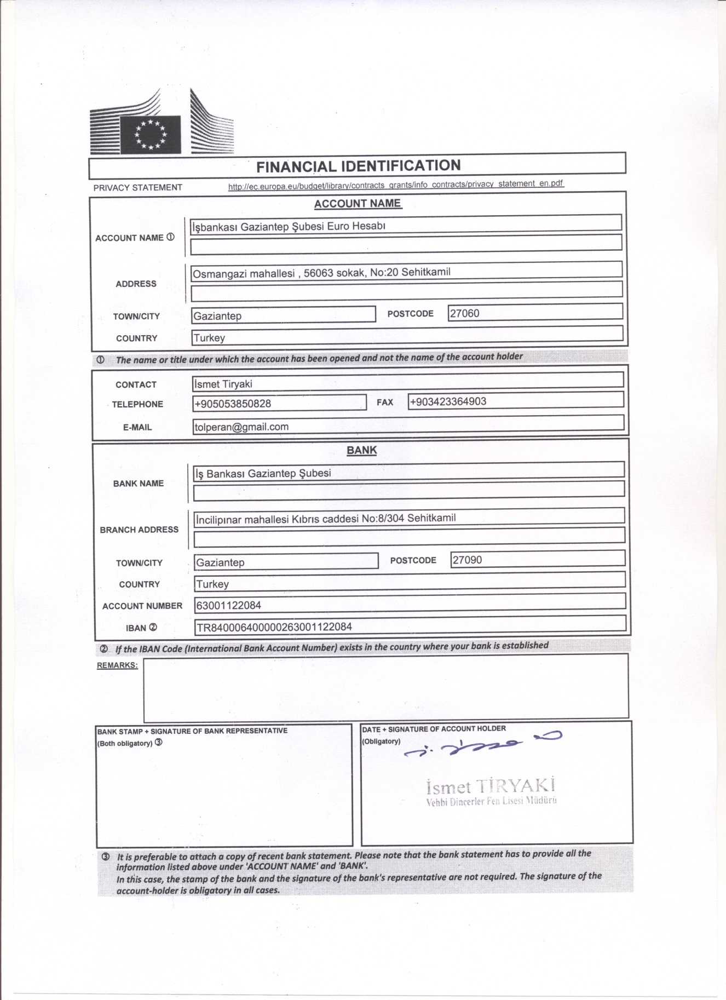 FINANCIAL IDENTIFICATION
PRIVACY STATEMENT http://ec.europa.eu/budget/library/contracts_grants/info_contracts/privacy_statement_en.pdf
ACCOUNT NAME
ACCOUNT NAME ① İşbankası Gaziantep Şubesi Euro Hesabı
ADDRESS Osmangazi mahallesi , 56063 sokak, No:20 Sehitkamil
TOWN/CITY Gaziantep POSTCODE 27060
COUNTRY Turkey
① The name or title under which the account has been opened and not the name of the account holder
CONTACT İsmet Tiryaki
TELEPHONE +905053850828 FAX +903423364903
E-MAIL tolperan@gmail.com
BANK
BANK NAME İş Bankası Gaziantep Şubesi
BRANCH ADDRESS İncilipınar mahallesi Kıbrıs caddesi No:8/304 Sehitkamil
TOWN/CITY Gaziantep POSTCODE 27090
COUNTRY Turkey
ACCOUNT NUMBER 63001122084
IBAN ② TR840006400000263001122084
② If the IBAN Code (International Bank Account Number) exists in the country where your bank is established
REMARKS:
BANK STAMP + SIGNATURE OF BANK REPRESENTATIVE
(Both obligatory) ③
DATE + SIGNATURE OF ACCOUNT HOLDER
(Obligatory)
İsmet TİRYAKİ
Vehbi Dinçerler Fen Lisesi Müdürü
③ It is preferable to attach a copy of recent bank statement. Please note that the bank statement has to provide all the
information listed above under 'ACCOUNT NAME' and 'BANK'.
In this case, the stamp of the bank and the signature of the bank's representative are not required. The signature of the
account-holder is obligatory in all cases.